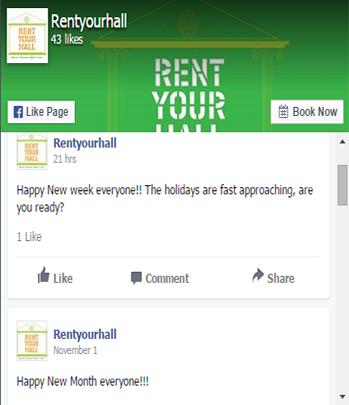 RENT
YOUR
HALL
Rentyourhall
43 likes
RENT
YOUR
HALL
Like Page
Book Now
RENT
YOUR
HALL
Rentyourhall
21 hrs
Happy New week everyone!! The holidays are fast approaching, are
you ready?
1 Like
Like
Comment
Share
RENT
YOUR
HALL
Rentyourhall
November 1
Happy New Month everyone!!!